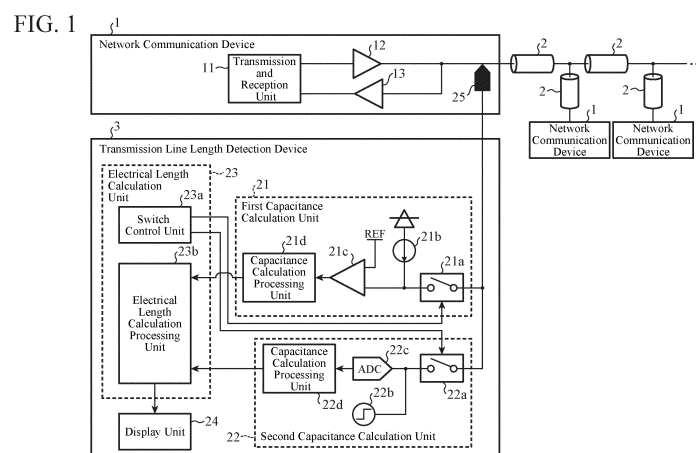 FIG. 1
1
Network Communication Device
11
Transmission
and
Reception
Unit
12
13
25
2
2
2
2
1
1
Network
Communication
Device
Network
Communication
Device
3
Transmission Line Length Detection Device
Electrical Length
Calculation
Unit
23
23a
Switch
Control Unit
23b
Electrical
Length
Calculation
Processing
Unit
21
First Capacitance
Calculation Unit
21d
Capacitance
Calculation
Processing
Unit
21c
REF
21b
21a
Capacitance
Calculation
Processing
Unit
22d
22c
ADC
22b
22a
22
Second Capacitance Calculation Unit
Display Unit
24